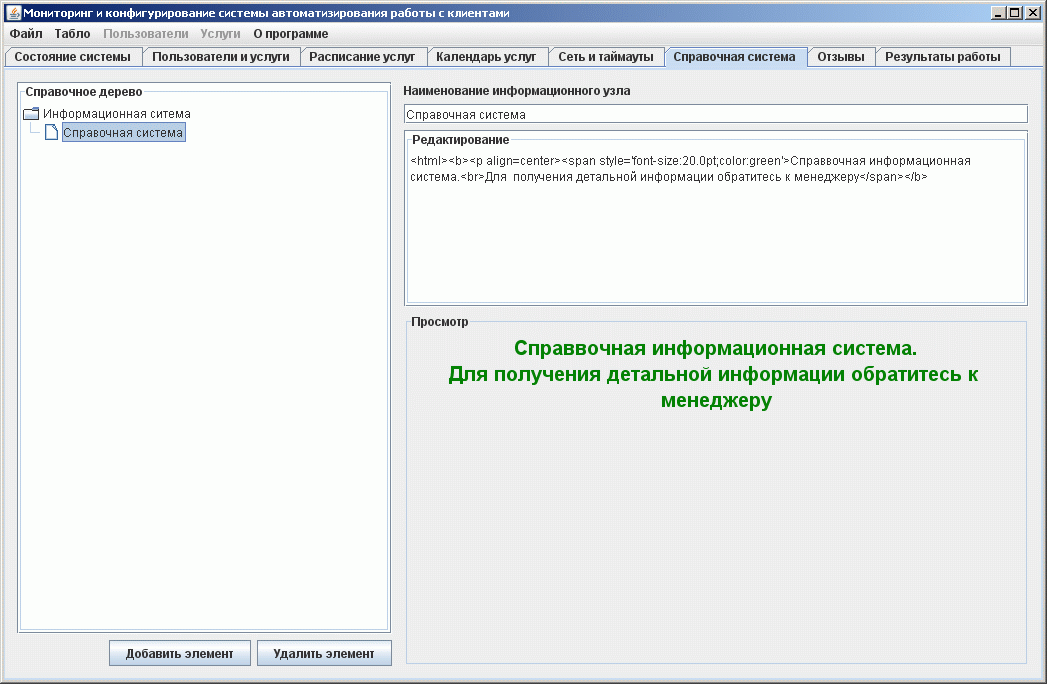 Мониторинг и конфигурирование системы автоматизирования работы с клиентами
Файл Табло Пользователи Услуги О программе
Состояние системы Пользователи и услуги Расписание услуг Календарь услуг Сеть и таймауты Справочная система Отзывы Результаты работы
Справочное дерево
Информационная ситема
Справочная система
Наименование информационного узла
Справочная система
Редактирование
<html><b><p align=center><span style='font-size:20.0pt;color:green'>Справвочная информационная
система.<br>Для  получения детальной информации обратитесь к менеджеру</span></b>
Просмотр
Справвочная информационная система.
Для получения детальной информации обратитесь к
менеджеру
Добавить элемент Удалить элемент